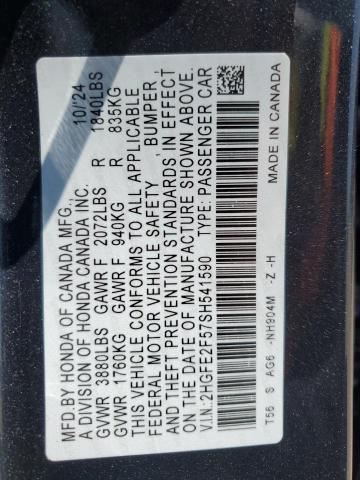 MFD.BY HONDA OF CANADA MFG.,
A DIVISION OF HONDA CANADA INC. 10/'24
GVWR 3880LBS GAWR F 2072LBS R 1840LBS
GVWR 1760KG GAWR F 940KG R 835KG
THIS VEHICLE CONFORMS TO ALL APPLICABLE
FEDERAL MOTOR VEHICLE SAFETY , BUMPER ,
AND THEFT PREVENTION STANDARDS IN EFFECT
ON THE DATE OF MANUFACTURE SHOWN ABOVE.
V.I.N.:2HGFE2F57SH541590 TYPE: PASSENGER CAR
T56 S AG6 -NH904M -Z -H MADE IN CANADA